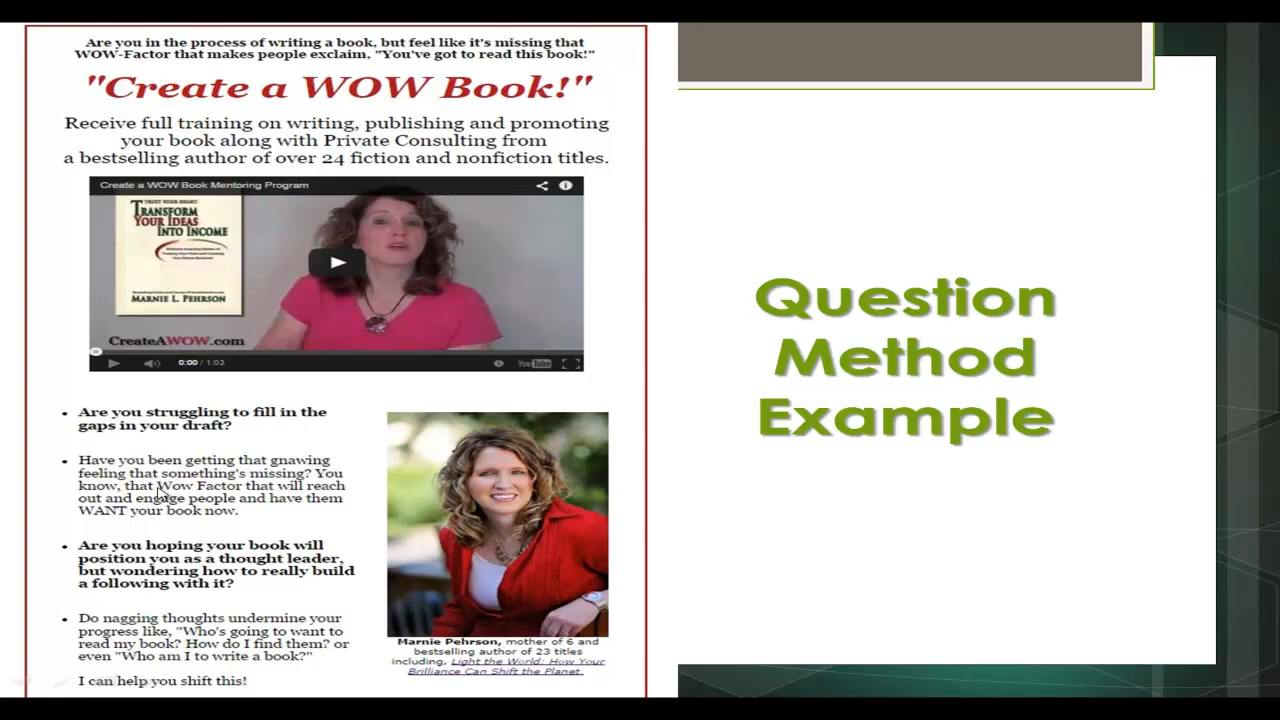 Are you in the process of writing a book, but feel like it's missing that
WOW-Factor that makes people exclaim, "You've got to read this book!"
"Create a WOW Book!"
Receive full training on writing, publishing and promoting
your book along with Private Consulting from
a bestselling author of over 24 fiction and nonfiction titles.
Create a WOW Book Mentoring Program
TRUST YOUR HEART:
TRANSFORM
YOUR IDEAS
INTO INCOME
MARNIE L. PEHRSON
CreateAWOW.com
0:00 / 1:03
YouTube
• Are you struggling to fill in the
gaps in your draft?
• Have you been getting that gnawing
feeling that something's missing? You
know, that Wow Factor that will reach
out and engage people and have them
WANT your book now.
• Are you hoping your book will
position you as a thought leader,
but wondering how to really build
a following with it?
• Do nagging thoughts undermine your
progress like, "Who's going to want to
read my book? How do I find them? or
even "Who am I to write a book?"
I can help you shift this!
Marnie Pehrson, mother of 6 and
bestselling author of 23 titles
including, Light the World: How Your
Brilliance Can Shift the Planet.
Question
Method
Example